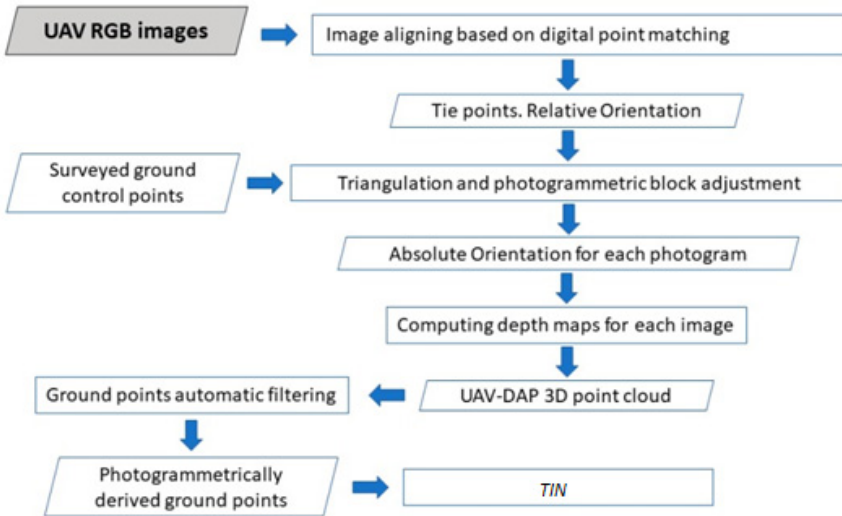 UAV RGB images
Image aligning based on digital point matching
Tie points. Relative Orientation
Surveyed ground
control points
Triangulation and photogrammetric block adjustment
Absolute Orientation for each photogram
Computing depth maps for each image
UAV-DAP 3D point cloud
Ground points automatic filtering
Photogrammetrically
derived ground points
TIN